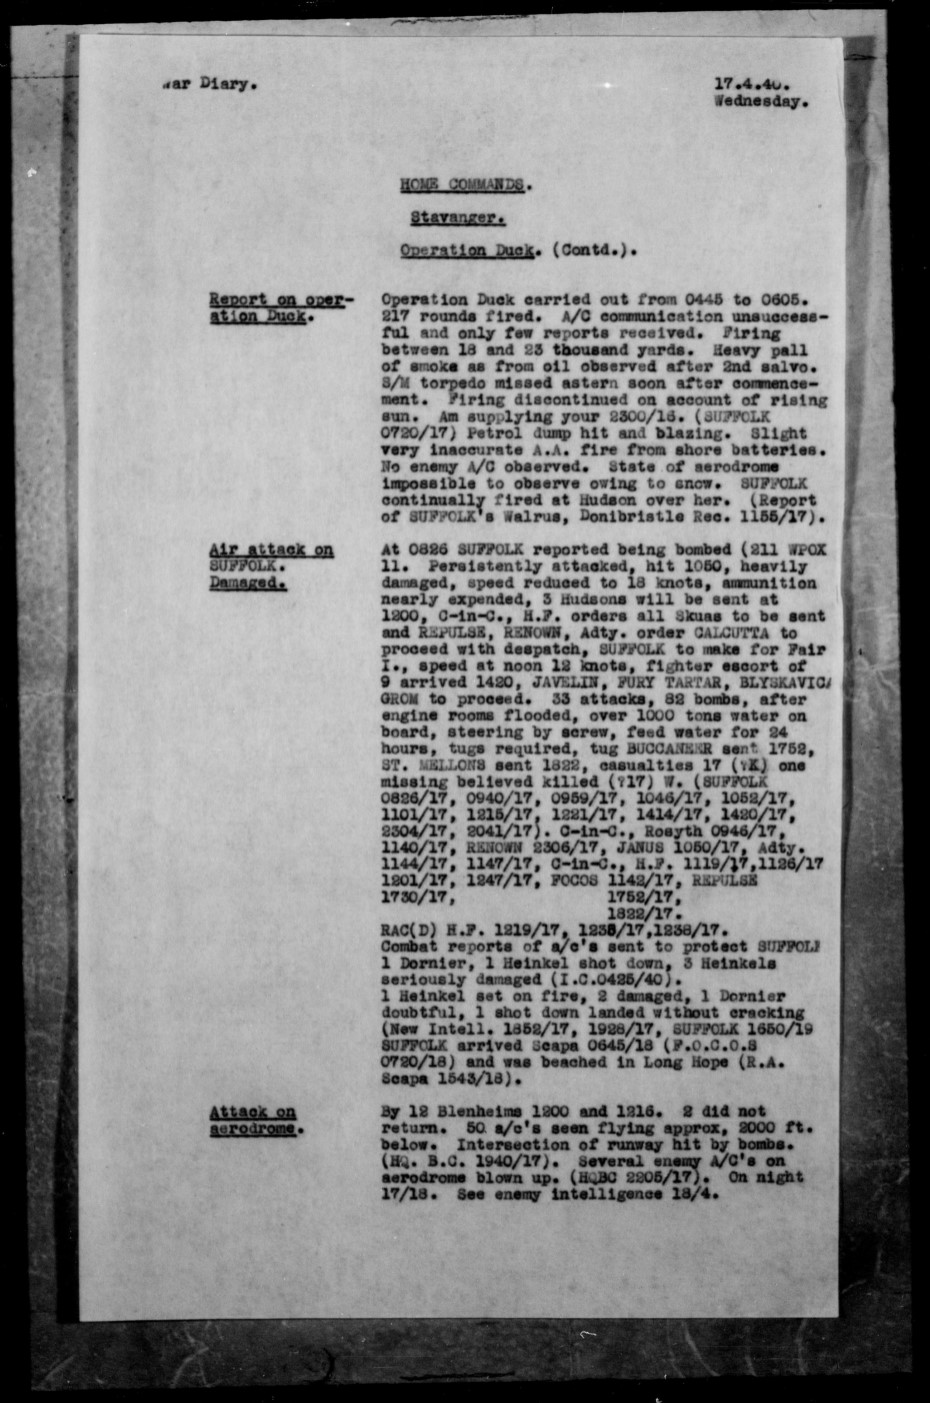 ar Diary.
17.4.40.
Wednesday.
HOME COMMANDS.
Stavanger.
Operation Duck. (Contd.).
Report on oper-
ation Duck.
Operation Duck carried out from 0445 to 0605.
217 rounds fired. A/C communication unsuccess-
ful and only few reports received. Firing
between 18 and 23 thousand yards. Heavy pall
of smoke as from oil observed after 2nd salvo.
S/M torpedo missed astern soon after commence-
ment. Firing discontinued on account of rising
sun. Am supplying your 2300/16. (SUFFOLK
0720/17) Petrol dump hit and blazing. Slight
very inaccurate A.A. fire from shore batteries.
No enemy A/C observed. State of aerodrome
impossible to observe owing to snow. SUFFOLK
continually fired at Hudson over her. (Report
of SUFFOLK's Walrus, Donibristle Rec. 1155/17).
Air attack on
SUFFOLK.
Damaged.
At 0826 SUFFOLK reported being bombed (211 WPOX
11. Persistently attacked, hit 1050, heavily
damaged, speed reduced to 18 knots, ammunition
nearly expended, 3 Hudsons will be sent at
1200, C-in-C., H.F. orders all Skuas to be sent
and REPULSE, RENOWN, Adty. order CALCUTTA to
proceed with despatch, SUFFOLK to make for Fair
I., speed at noon 12 knots, fighter escort of
9 arrived 1420, JAVELIN, FURY TARTAR, BLYSKAVICA
GROM to proceed. 33 attacks, 82 bombs, after
engine rooms flooded, over 1000 tons water on
board, steering by screw, feed water for 24
hours, tugs required, tug BUCCANEER sent 1752,
ST. MELLONS sent 1822, casualties 17 (?K) one
missing believed killed (?17) W. (SUFFOLK
0826/17, 0940/17, 0959/17, 1046/17, 1052/17,
1101/17, 1215/17, 1221/17, 1414/17, 1420/17,
2304/17, 2041/17). C-in-C., Rosyth 0946/17,
1140/17, RENOWN 2306/17, JANUS 1050/17, Adty.
1144/17, 1147/17, C-in-C., H.F. 1119/17,1126/17
1201/17, 1247/17, FOCOS 1142/17, REPULSE
1730/17, 1752/17,
1822/17.
RAC(D) H.F. 1219/17, 1235/17,1238/17.
Combat reports of a/c's sent to protect SUFFOLK
1 Dornier, 1 Heinkel shot down, 3 Heinkels
seriously damaged (I.C.0425/40).
1 Heinkel set on fire, 2 damaged, 1 Dornier
doubtful, 1 shot down landed without cracking
(New Intell. 1852/17, 1928/17, SUFFOLK 1650/19
SUFFOLK arrived Scapa 0645/18 (F.O.C.O.S
0720/18) and was beached in Long Hope (R.A.
Scapa 1543/18).
Attack on
aerodrome.
By 12 Blenheims 1200 and 1216. 2 did not
return. 50 a/c's seen flying approx, 2000 ft.
below. Intersection of runway hit by bombs.
(HQ. B.C. 1940/17). Several enemy A/C's on
aerodrome blown up. (HQBC 2205/17). On night
17/18. See enemy intelligence 18/4.